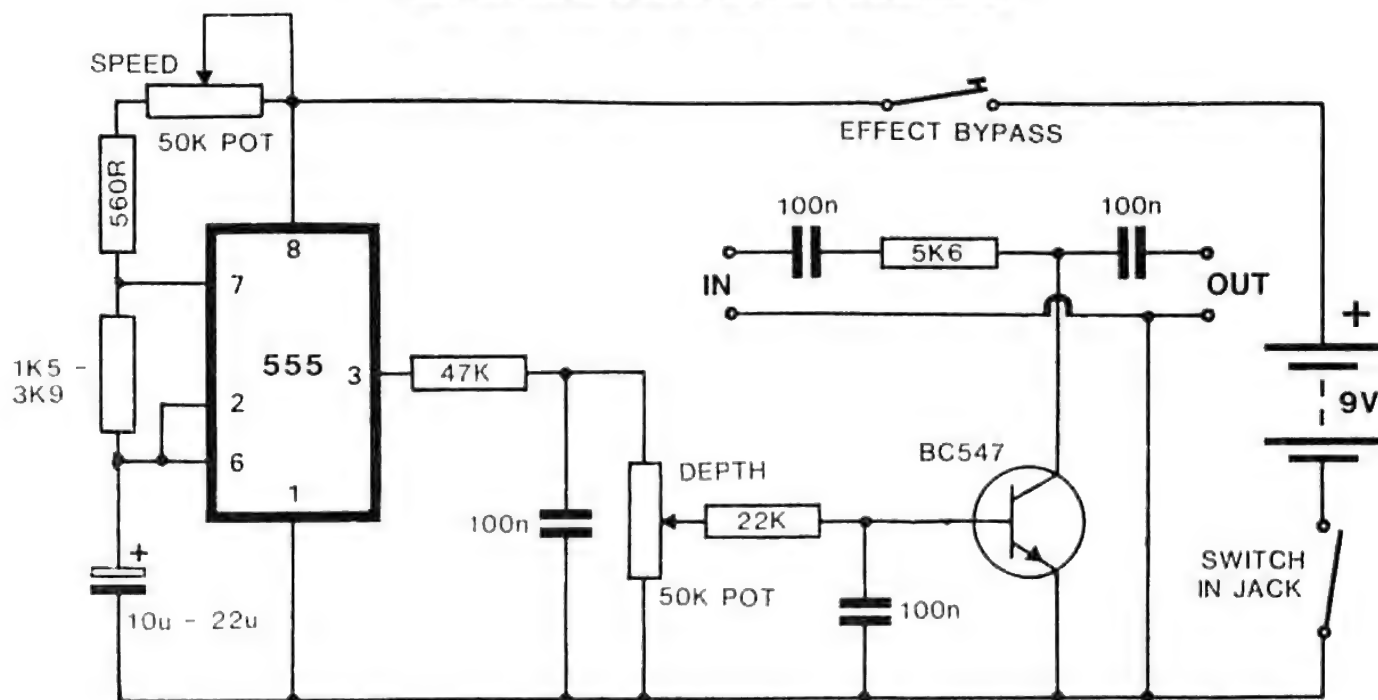 SPEED
50K POT
560R
EFFECT BYPASS
100n
100n
8
5K6
IN
OUT
7
+
1K5 -
3K9
555
3
47K
2
9V
6
BC547
DEPTH
1
100n
22K
+
SWITCH
IN JACK
50K POT
100n
10u - 22u